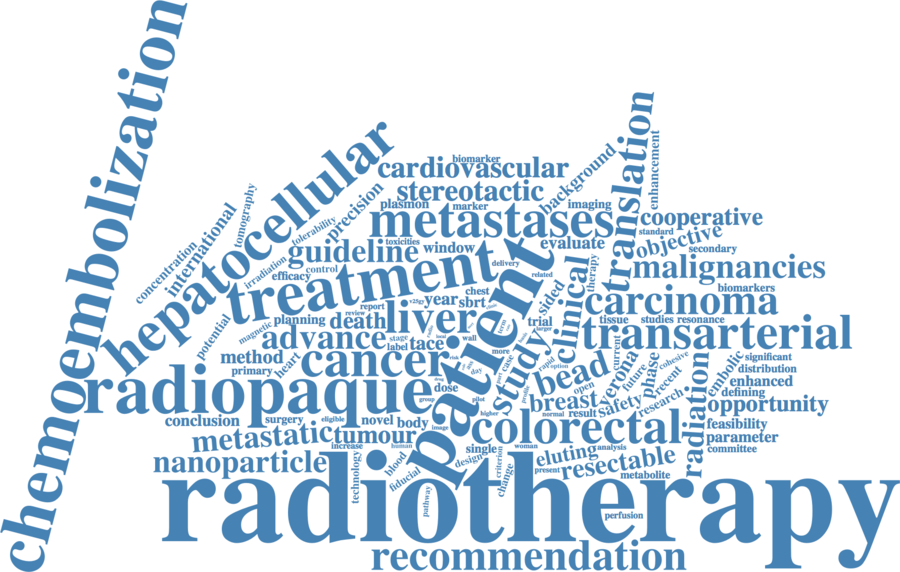 chemoembolization
hepatocellular
radiotherapy
patient
translation
biomarker
cardiovascular
stereotactic
background
enhancement
precision
plasmon
marker
imaging
metastases
cooperative
standard
objective
secondary
international
tomography
concentration
tolerability
irradiation
guideline
toxicities
window
evaluate
malignancies
efficacy
control
treatment
delivery
related
sided
clinical
therapy
biomarkers
carcinoma
chest
year
sbrt
report
review
potential
magnetic
planning
death
liver
trial
larger
tissue
studies
resonance
transarterial
advance
stage
label
tace
wall
local
term
more
method
primary
heart
cancer
study
case
rapid
option
bead
current
verona
future
phase
cohesive
recent
research
embolic
significant
distribution
enhanced
defining
radiopaque
drug
day
dose
group
pilot
higher
profile
open
breast
normal
result
safety
radiation
opportunity
feasibility
parameter
committee
conclusion
surgery
eligible
novel
body
image
colorectal
metastatic
tumour
increase
human
nanoparticle
technology
blood
fiducial
pathway
single
design
criterion
change
woman
analysis
eluting
present
resectable
metabolite
perfusion
recommendation